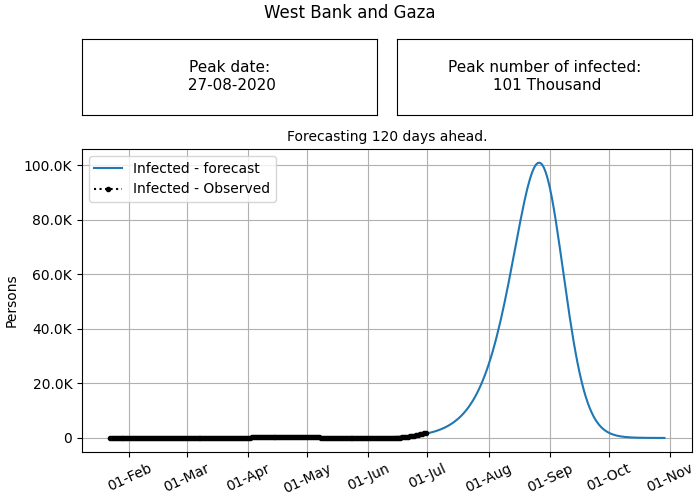 West Bank and Gaza
Peak date:
27-08-2020
Peak number of infected:
101 Thousand
Forecasting 120 days ahead.
Infected - forecast
Infected - Observed
100.0K
80.0K
60.0K
40.0K
20.0K
0
Persons
01-Feb
01-Mar
01-Apr
01-May
01-Jun
01-Jul
01-Aug
01-Sep
01-Oct
01-Nov